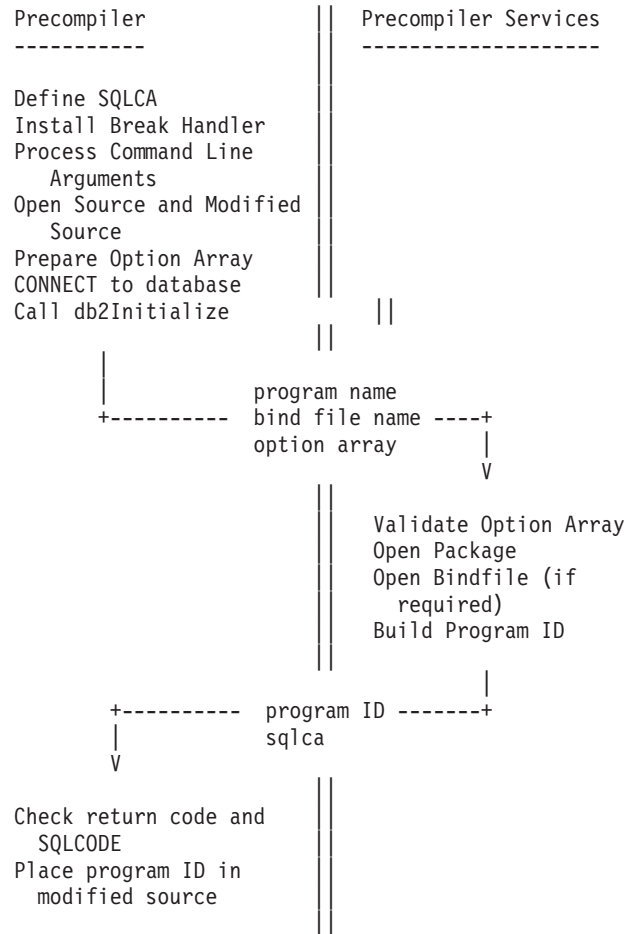 Precompiler || Precompiler Services
----------- || --------------------
||
Define SQLCA ||
Install Break Handler ||
Process Command Line ||
Arguments ||
Open Source and Modified ||
Source ||
Prepare Option Array ||
CONNECT to database ||
Call db2Initialize ||
||
|
| program name
+---------- bind file name ----+
option array |
V
||
|| Validate Option Array
|| Open Package
|| Open Bindfile (if
|| required)
|| Build Program ID
||
|
+---------- program ID -------+
| sqlca
V
||
Check return code and ||
SQLCODE ||
Place program ID in ||
modified source ||
||